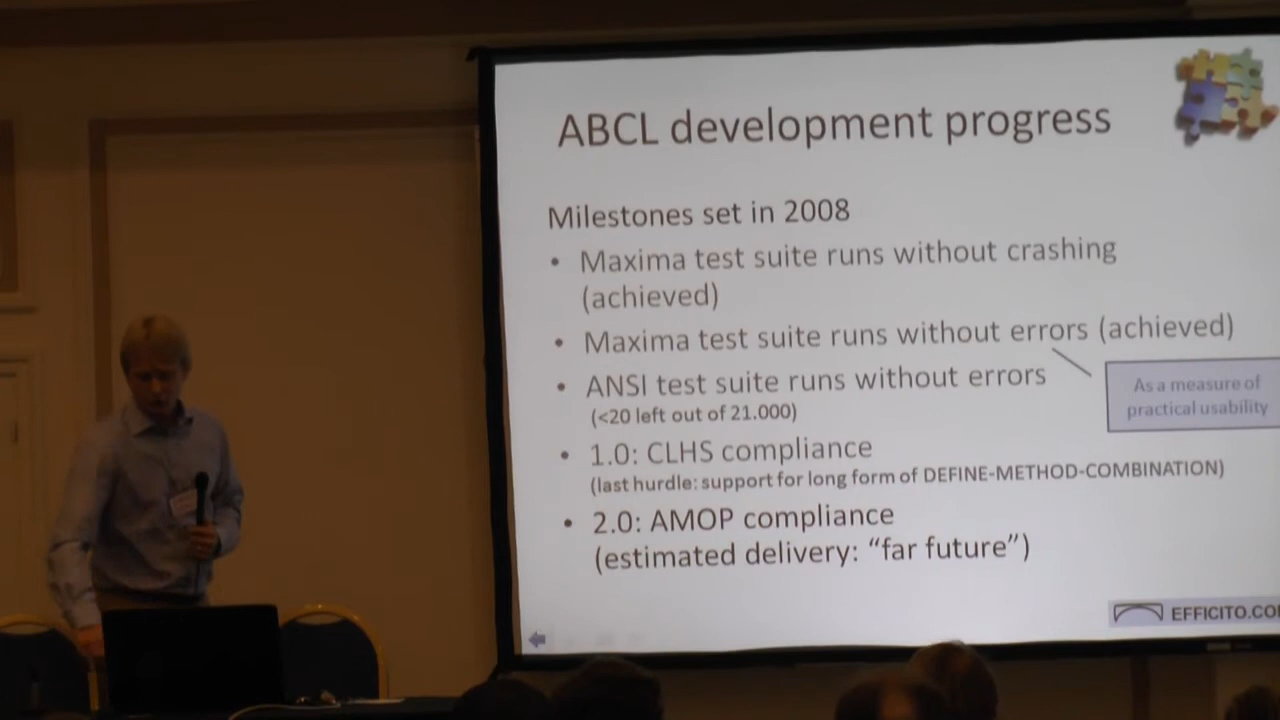 ABCL development progress
Milestones set in 2008
• Maxima test suite runs without crashing
(achieved)
• Maxima test suite runs without errors (achieved)
• ANSI test suite runs without errors
(<20 left out of 21.000)
As a measure of
practical usability
• 1.0: CLHS compliance
(last hurdle: support for long form of DEFINE-METHOD-COMBINATION)
• 2.0: AMOP compliance
(estimated delivery: “far future”)
EFFICITO.CO